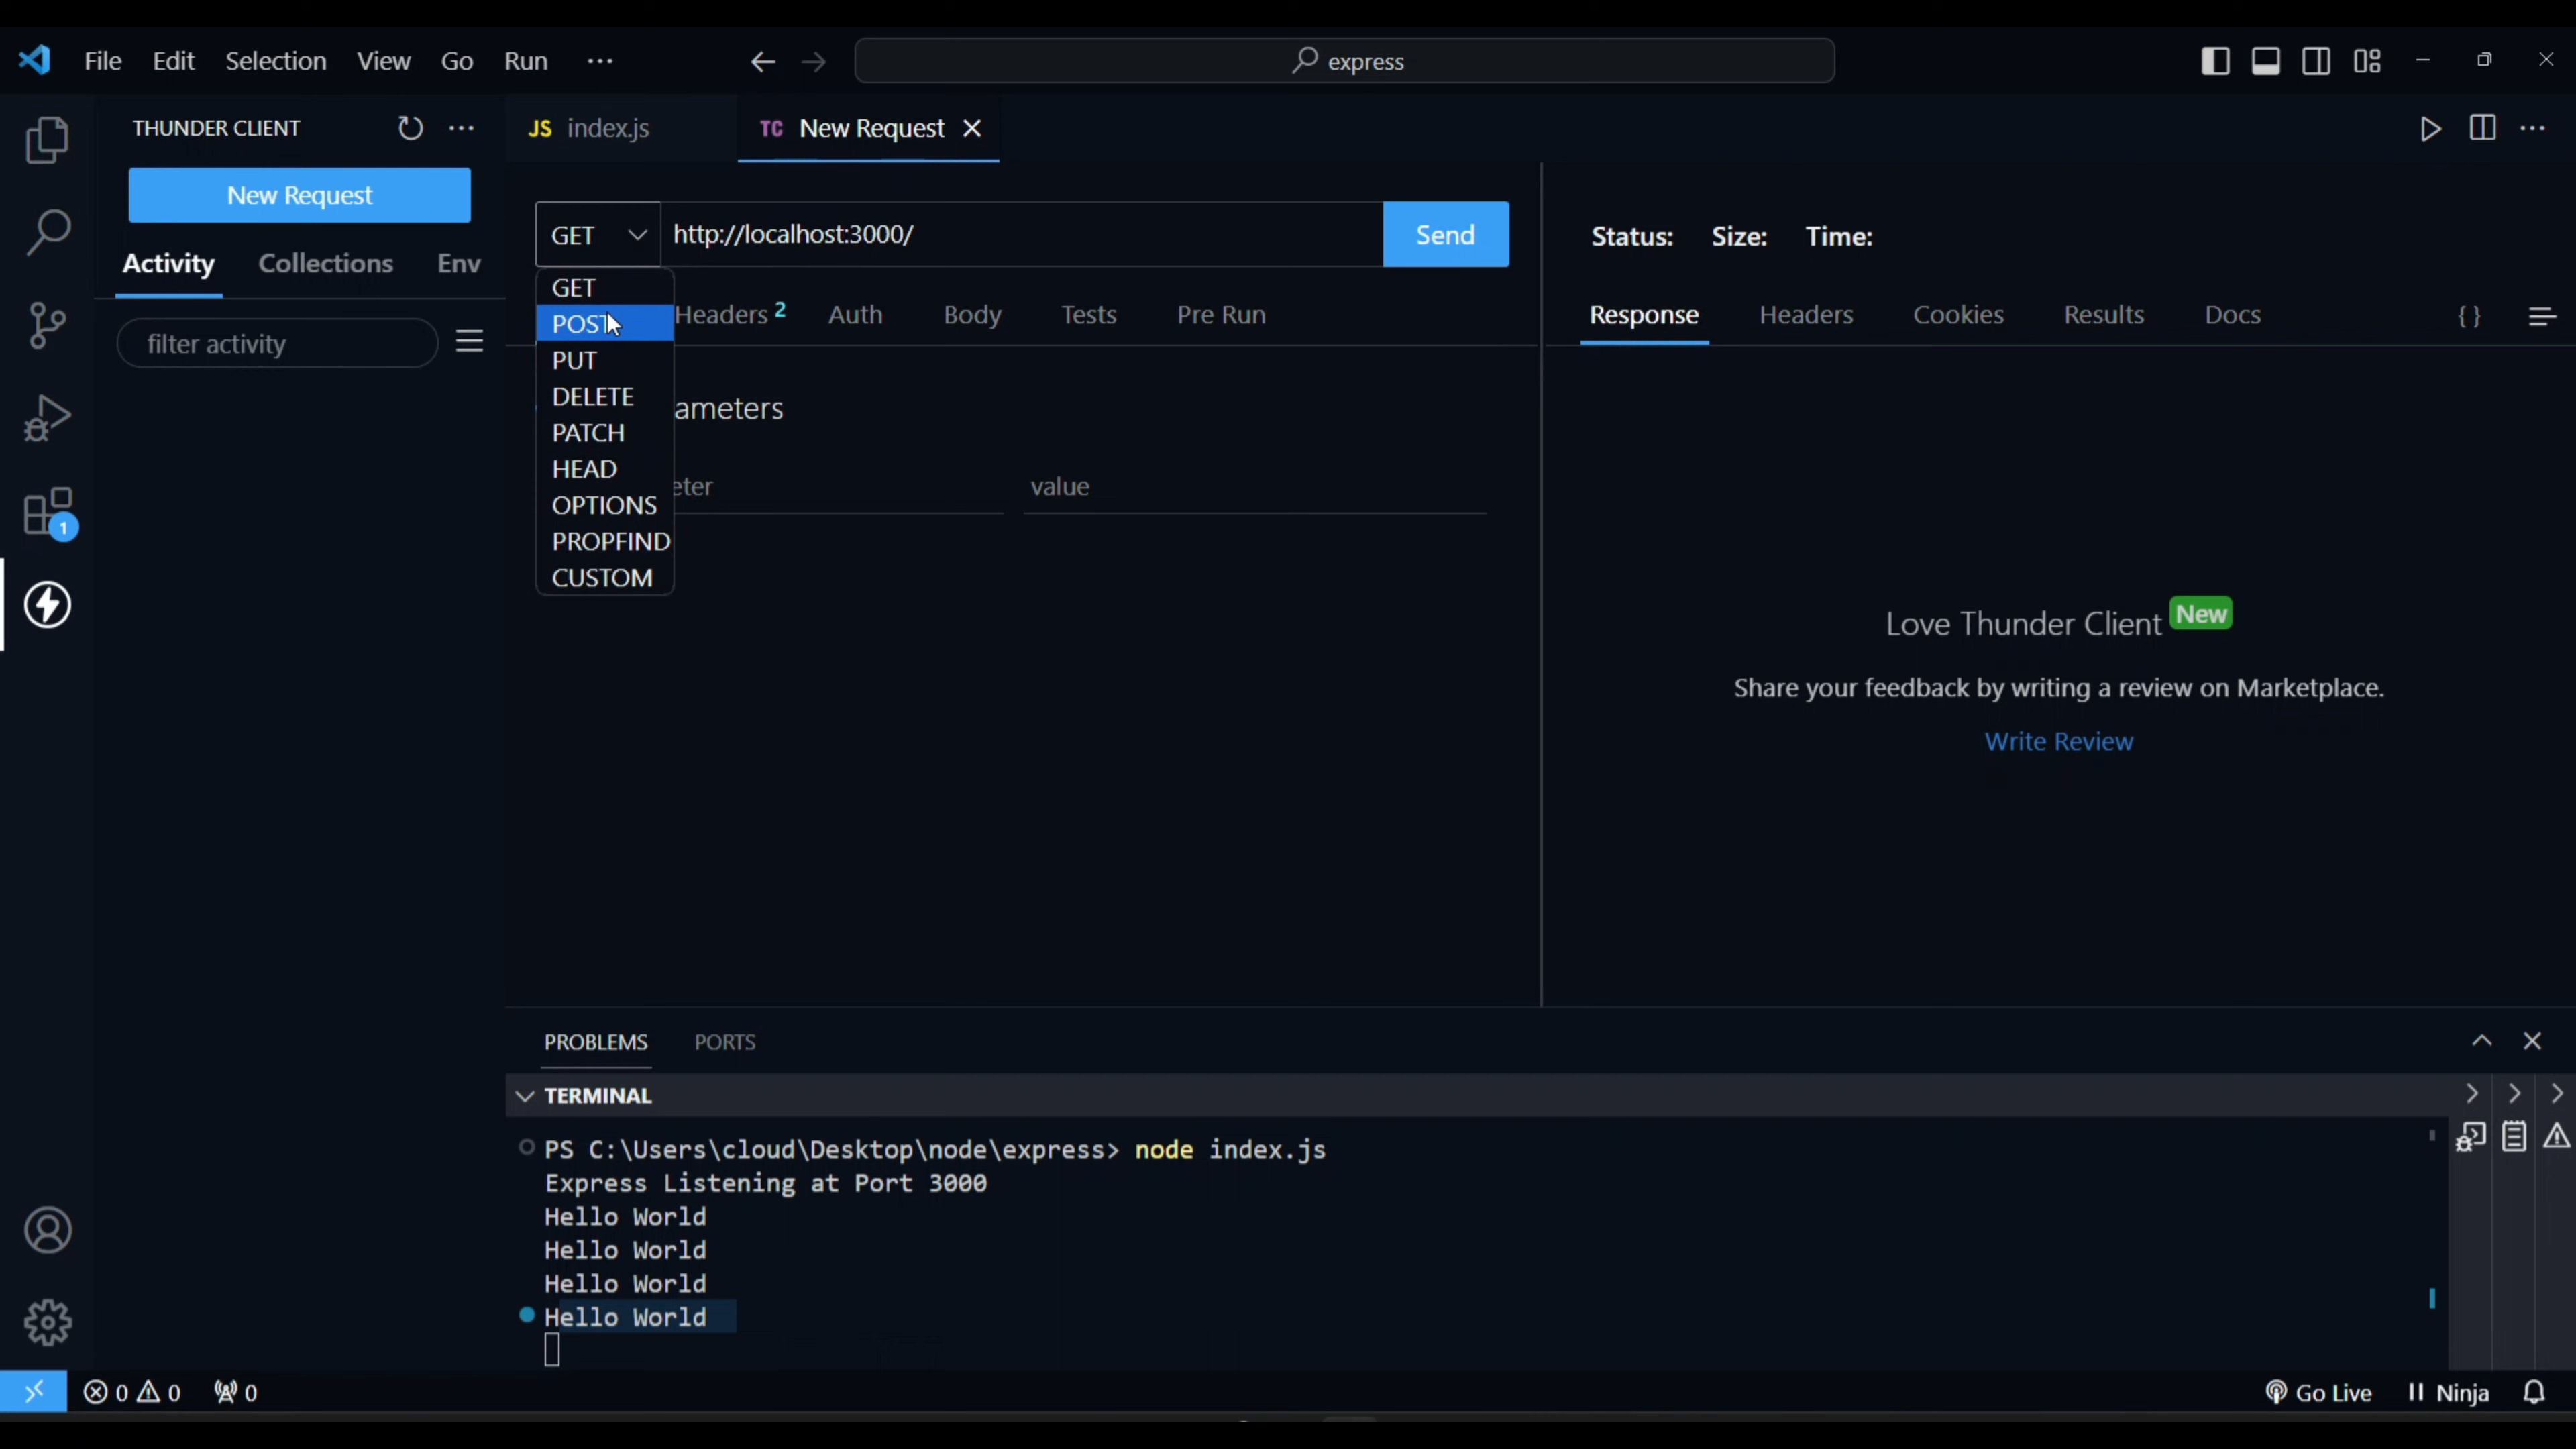 File Edit Selection View Go Run ··· express
THUNDER CLIENT
New Request
Activity Collections Env
filter activity
JS index.js TC New Request
GET http://localhost:3000/ Send
GET
POST
PUT
DELETE
PATCH
HEAD
OPTIONS
PROPFIND
CUSTOM
Headers 2 Auth Body Tests Pre Run
ameters
eter value
Status: Size: Time:
Response Headers Cookies Results Docs { }
Love Thunder Client New
Share your feedback by writing a review on Marketplace.
Write Review
PROBLEMS PORTS
TERMINAL
PS C:\Users\cloud\Desktop\node\express> node index.js
Express Listening at Port 3000
Hello World
Hello World
Hello World
Hello World
1
0 0 0 Go Live Ninja